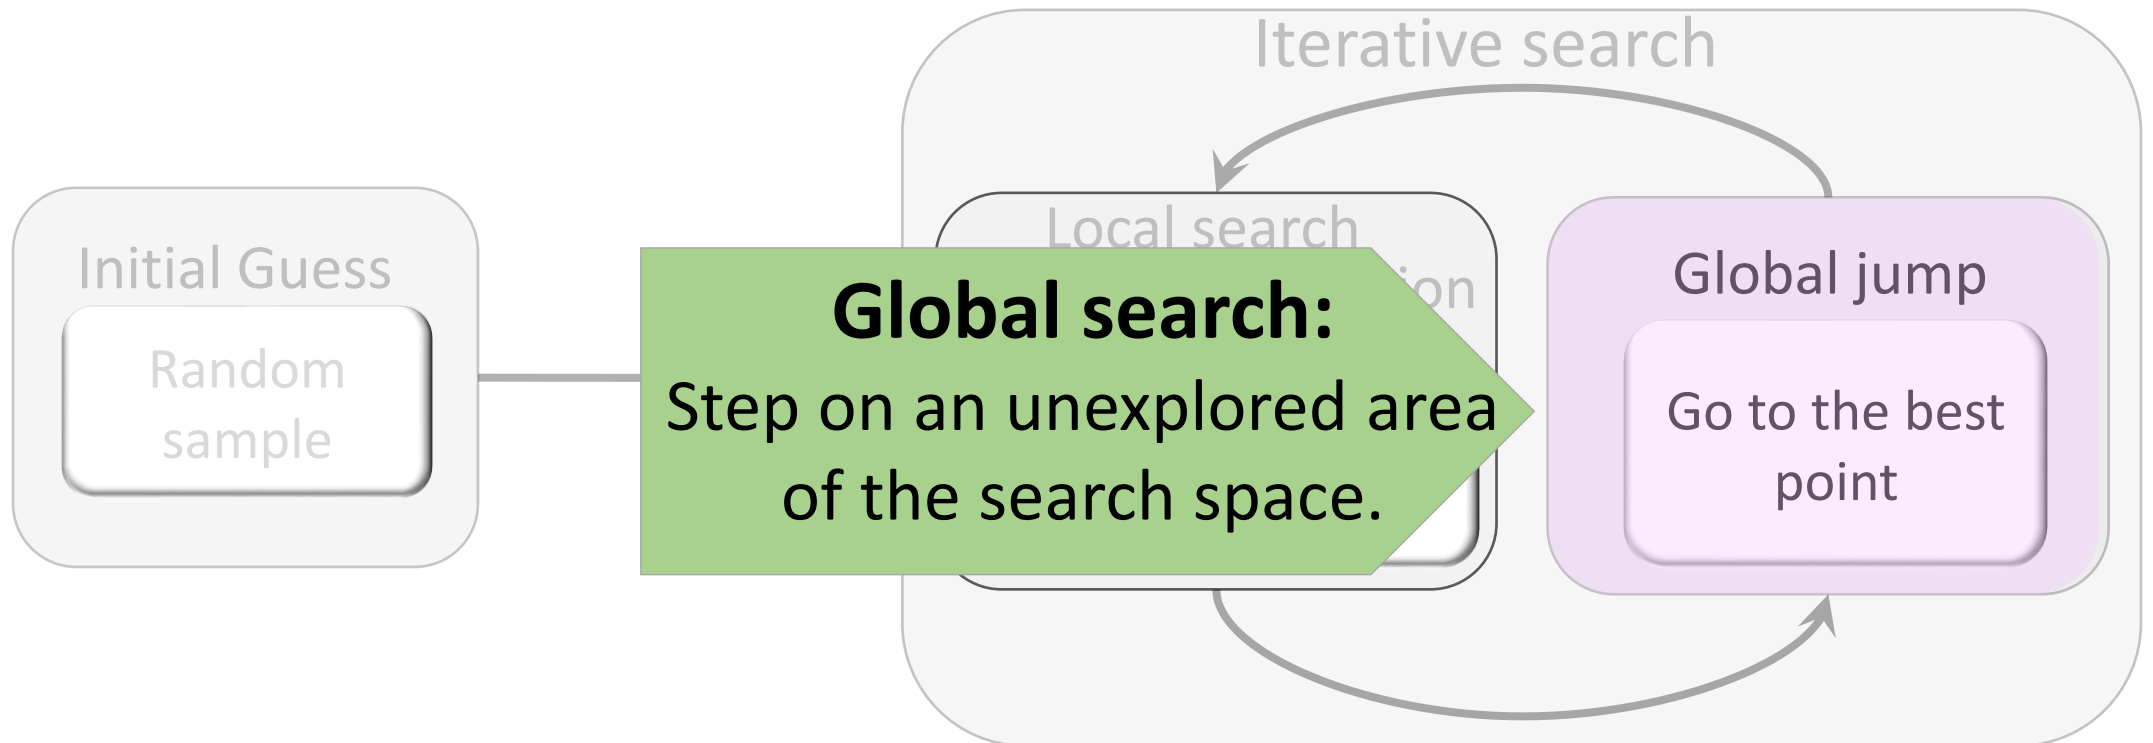 Iterative search
Initial Guess
Random
sample
Local search
Global search:
Step on an unexplored area
of the search space.
Global jump
Go to the best
point